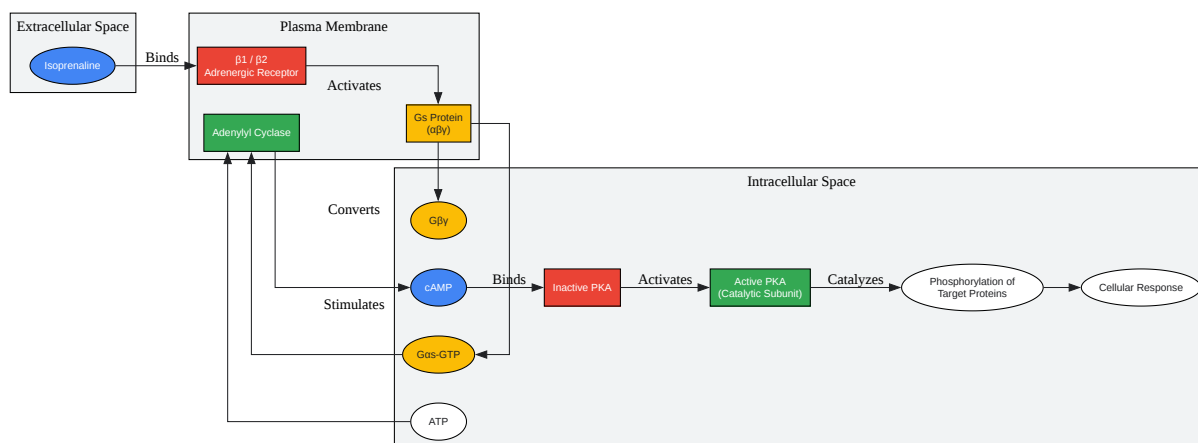 Extracellular Space
Plasma Membrane
Isoprenaline
Binds
β1 / β2
Adrenergic Receptor
Activates
Gs Protein
(αβγ)
Adenylyl Cyclase
Intracellular Space
Converts
Gβγ
cAMP
Binds
Inactive PKA
Activates
Active PKA
(Catalytic Subunit)
Catalyzes
Phosphorylation of
Target Proteins
Cellular Response
Stimulates
Gαs-GTP
ATP